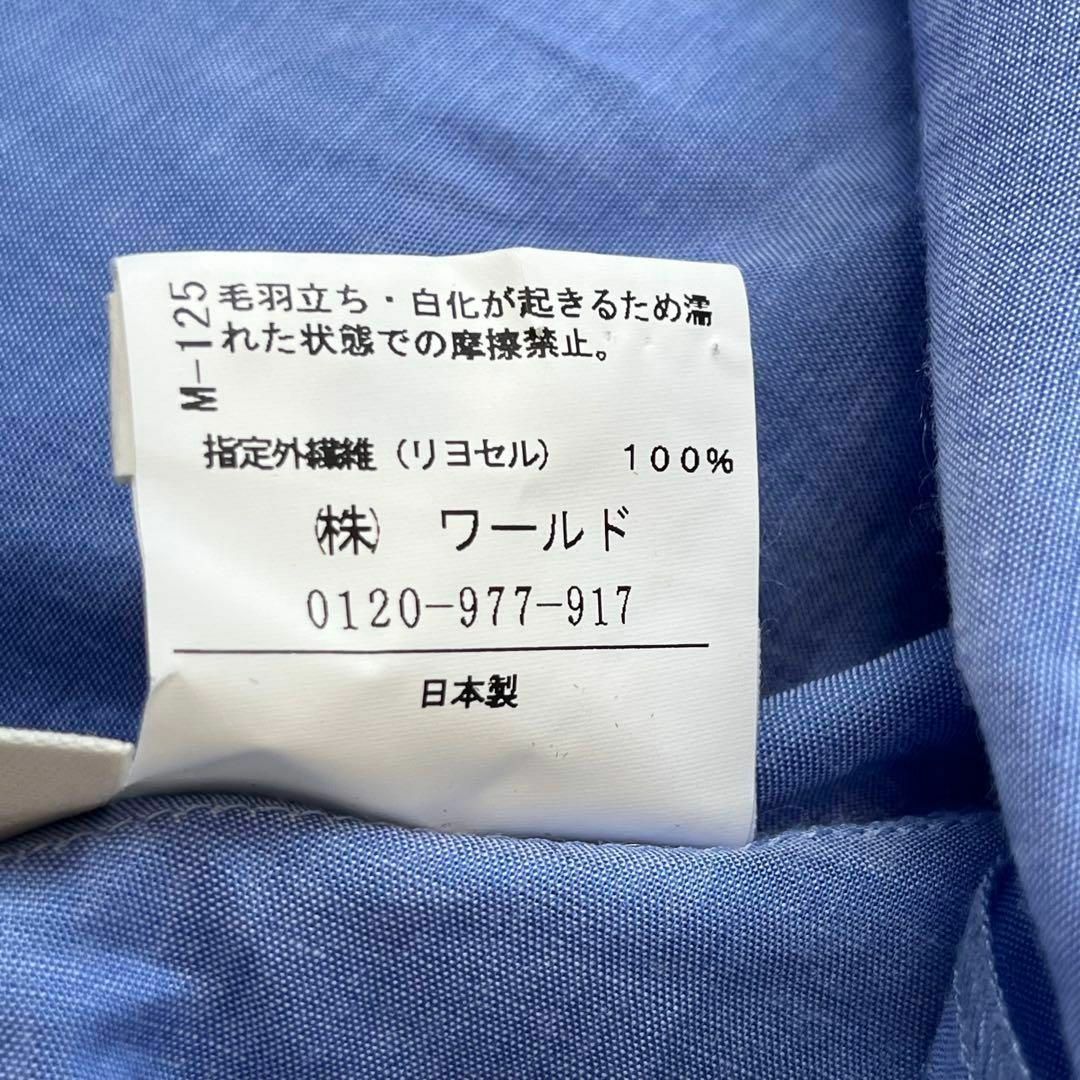 M-125
毛羽立ち・白化が起きるため濡
れた状態での摩擦禁止。
指定外繊維（リヨセル） 100%
㈱ ワールド
0120-977-917
日本製